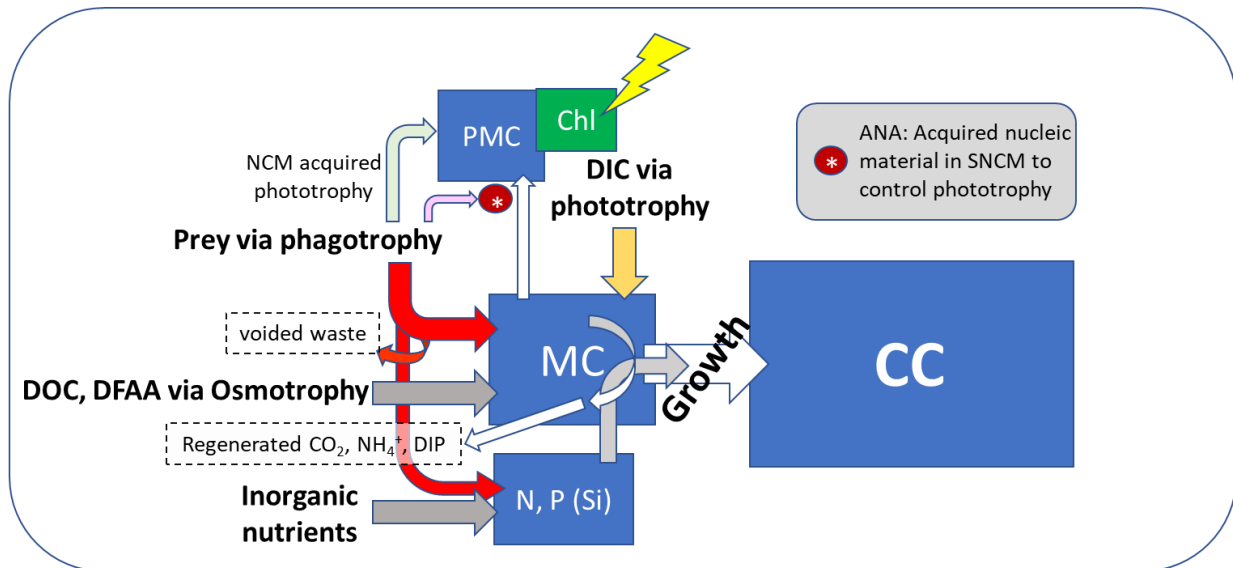 PMC
Chl
NCM acquired
phototrophy
*
DIC via
phototrophy
ANA: Acquired nucleic
material in SNCM to
control phototrophy
*
Prey via phagotrophy
voided waste
MC
Growth
CC
DOC, DFAA via Osmotrophy
Regenerated CO₂, NH₄⁺, DIP
Inorganic
nutrients
N, P (Si)